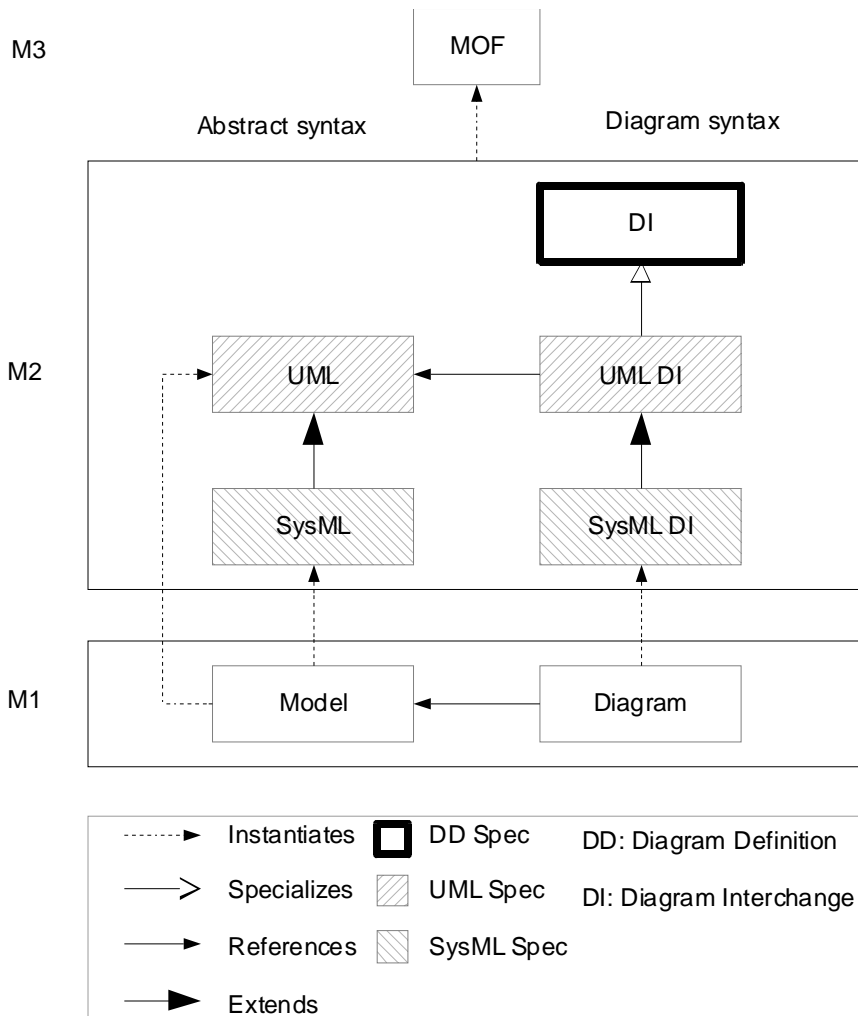 M3
MOF
Abstract syntax
Diagram syntax
DI
M2
UML
UML DI
SysML
SysML DI
M1
Model
Diagram
Instantiates
DD Spec
DD: Diagram Definition
Specializes
UML Spec
DI: Diagram Interchange
References
SysML Spec
Extends